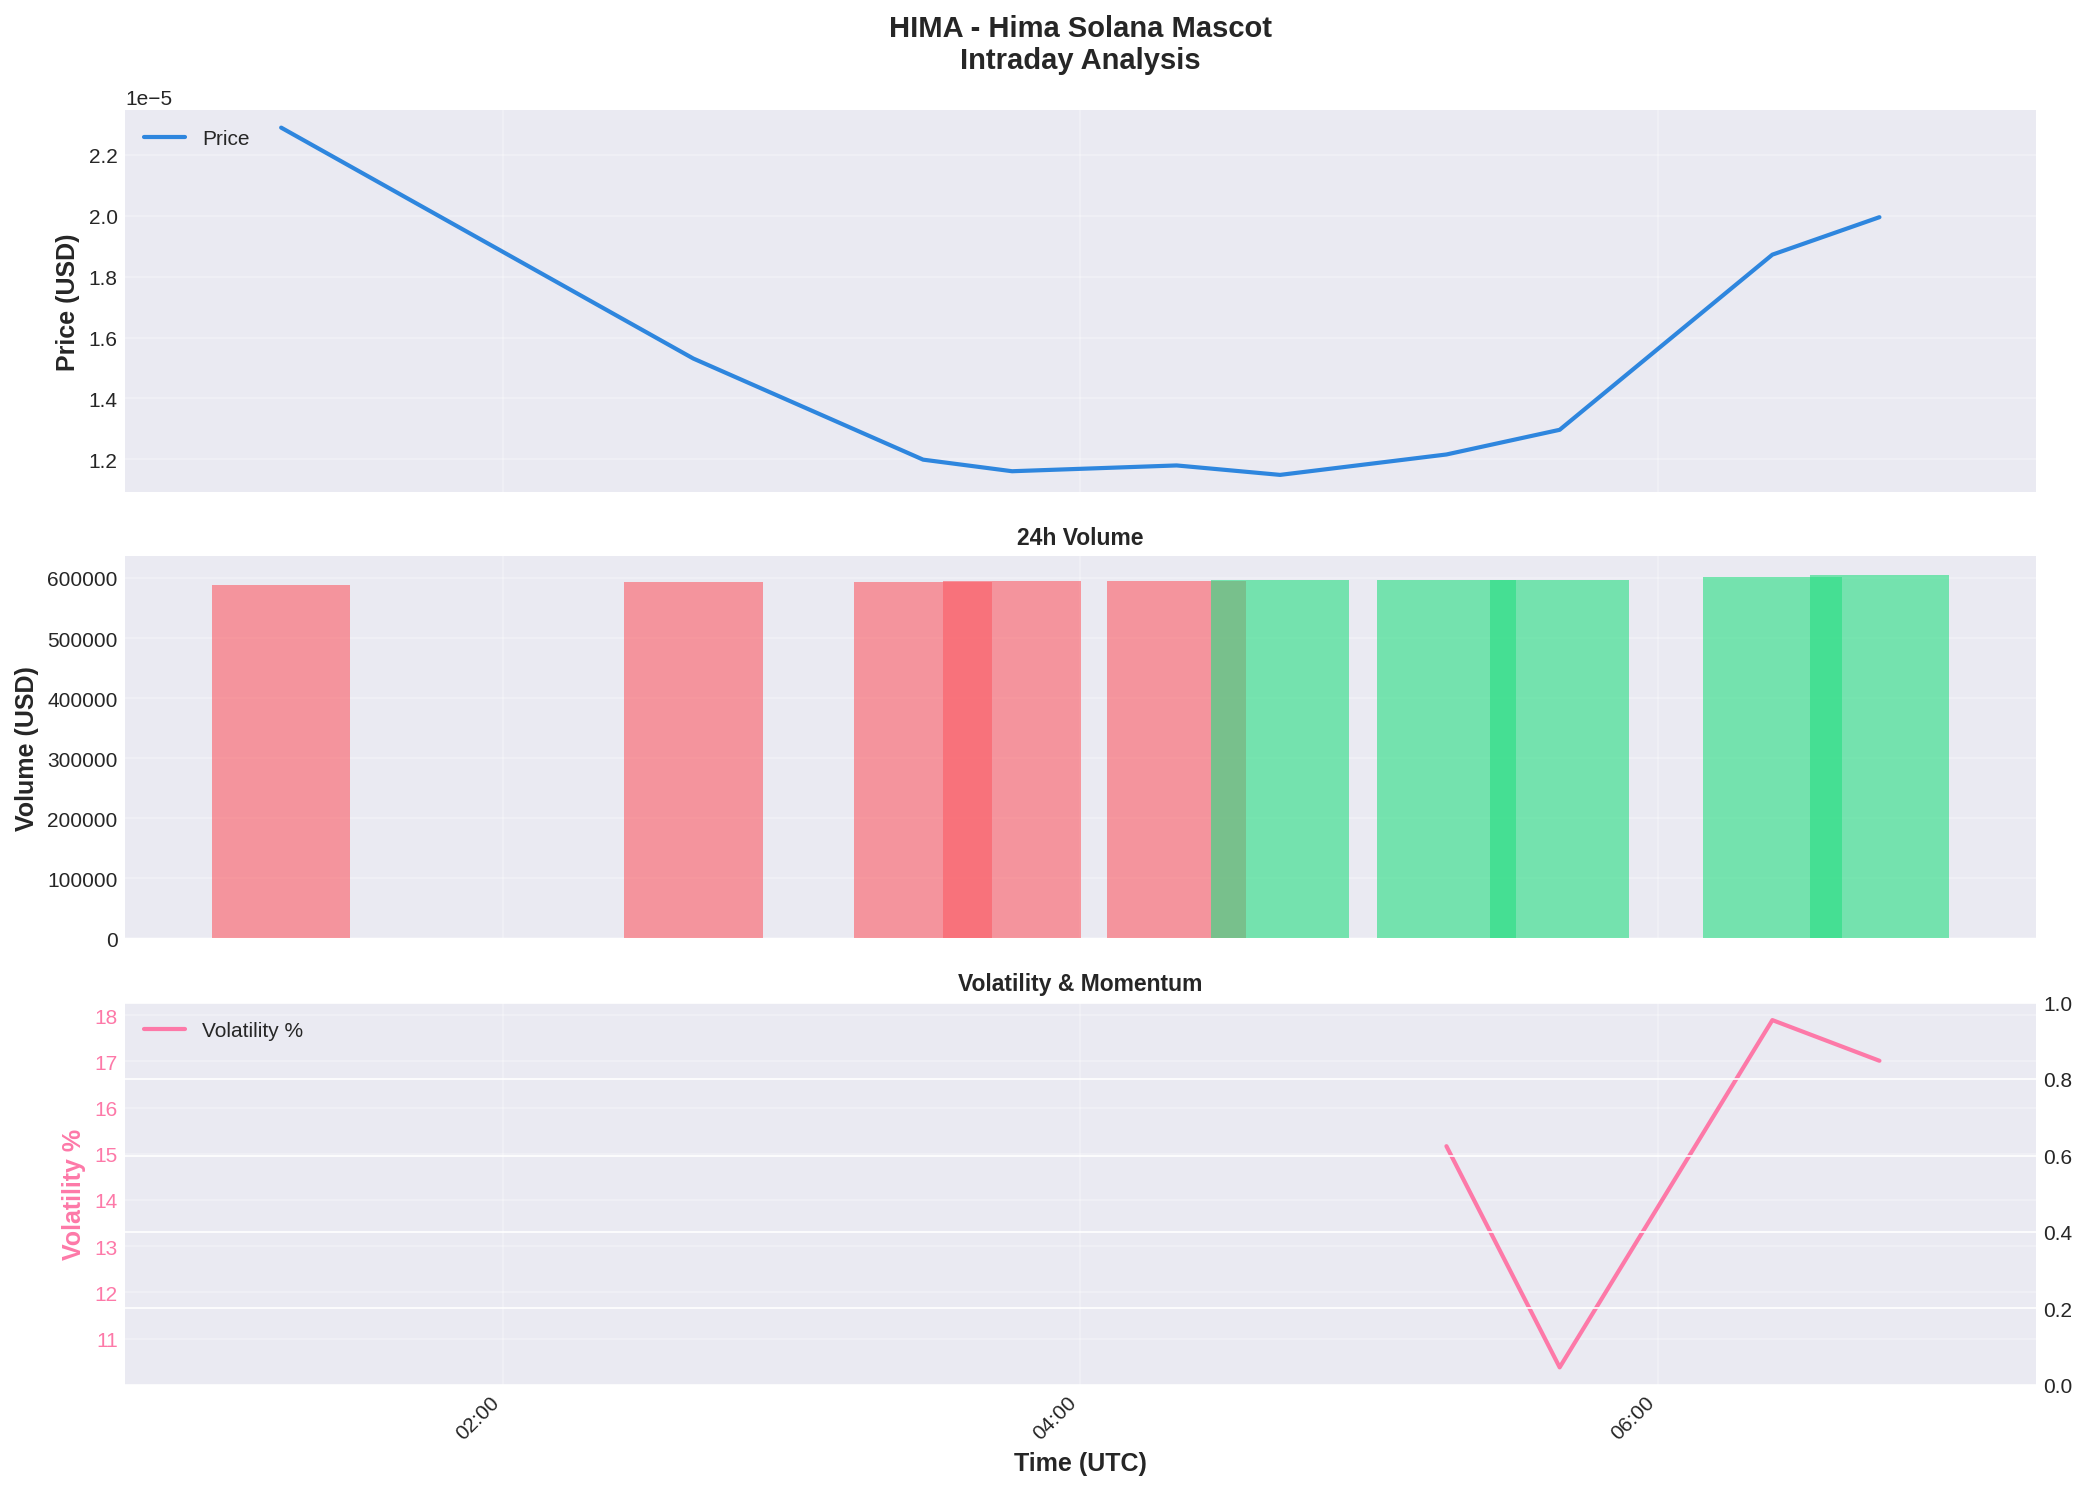 HIMA - Hima Solana Mascot
Intraday Analysis
1e−5
Price
2.2
2.0
1.8
1.6
1.4
1.2
Price (USD)
24h Volume
600000
500000
400000
300000
200000
100000
0
Volume (USD)
Volatility & Momentum
Volatility %
18
17
16
15
14
13
12
11
Volatility %
1.0
0.8
0.6
0.4
0.2
0.0
02:00
04:00
06:00
Time (UTC)